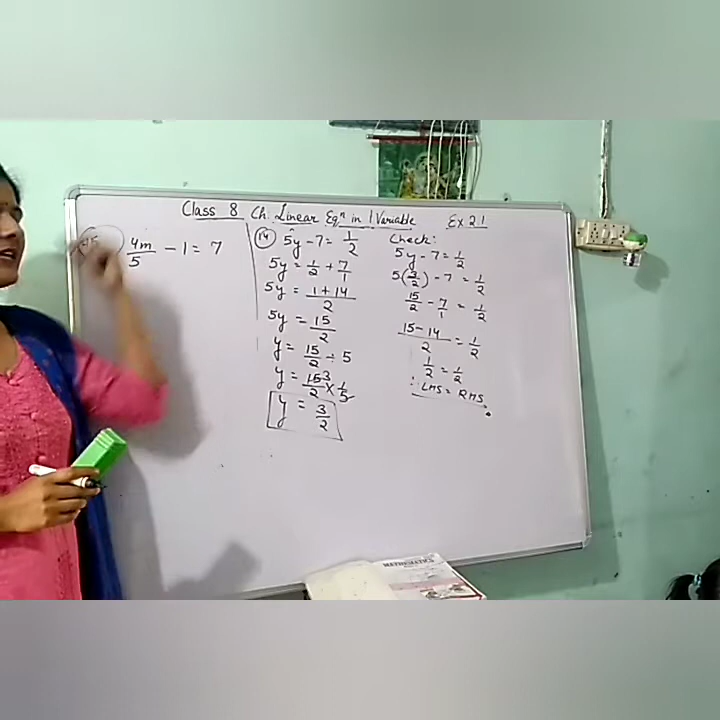 Class 8 Ch. Linear Eqⁿ in 1 Variable Ex 2.1
4m/5 - 1 = 7
(14) 5y - 7 = 1/2
5y = 1/2 + 7/1
5y = (1 + 14)/2
5y = 15/2
y = 15/2 ÷ 5
y = 15 3/2 × 1/5
y = 3/2
Check:
5y - 7 = 1/2
5(3/2) - 7 = 1/2
15/2 - 7/1 = 1/2
(15 - 14)/2 = 1/2
1/2 = 1/2
∴ LHS = RHS
MATHEMATICS